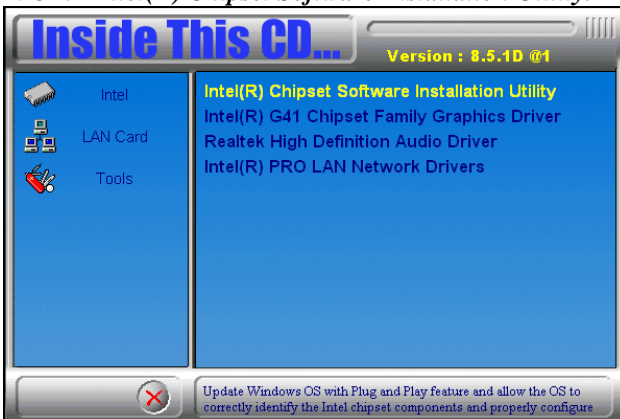 Inside This CD...
Version : 8.5.1D @1
Intel
LAN Card
Tools
Intel(R) Chipset Software Installation Utility
Intel(R) G41 Chipset Family Graphics Driver
Realtek High Definition Audio Driver
Intel(R) PRO LAN Network Drivers
Update Windows OS with Plug and Play feature and allow the OS to
correctly identify the Intel chipset components and properly configure